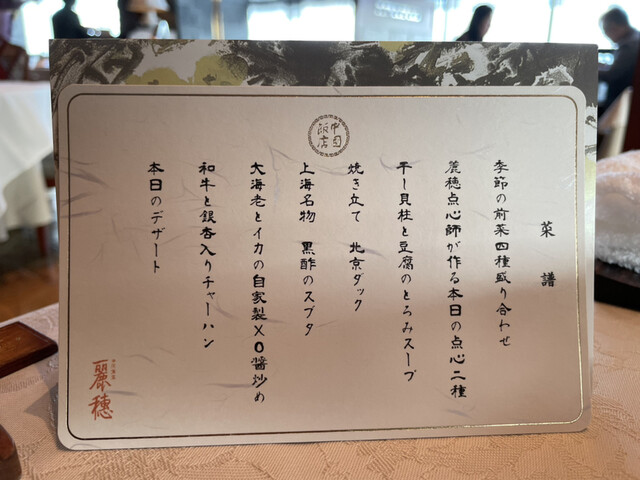 中国飯店
菜譜
季節の前菜四種盛り合わせ
麗穂点心師が作る本日の点心二種
干し貝柱と豆腐のとろみスープ
焼き立て 北京ダック
上海名物 黒酢のスブタ
大海老とイカの自家製XO醤炒め
和牛と銀杏入りチャーハン
本日のデザート
麗穂